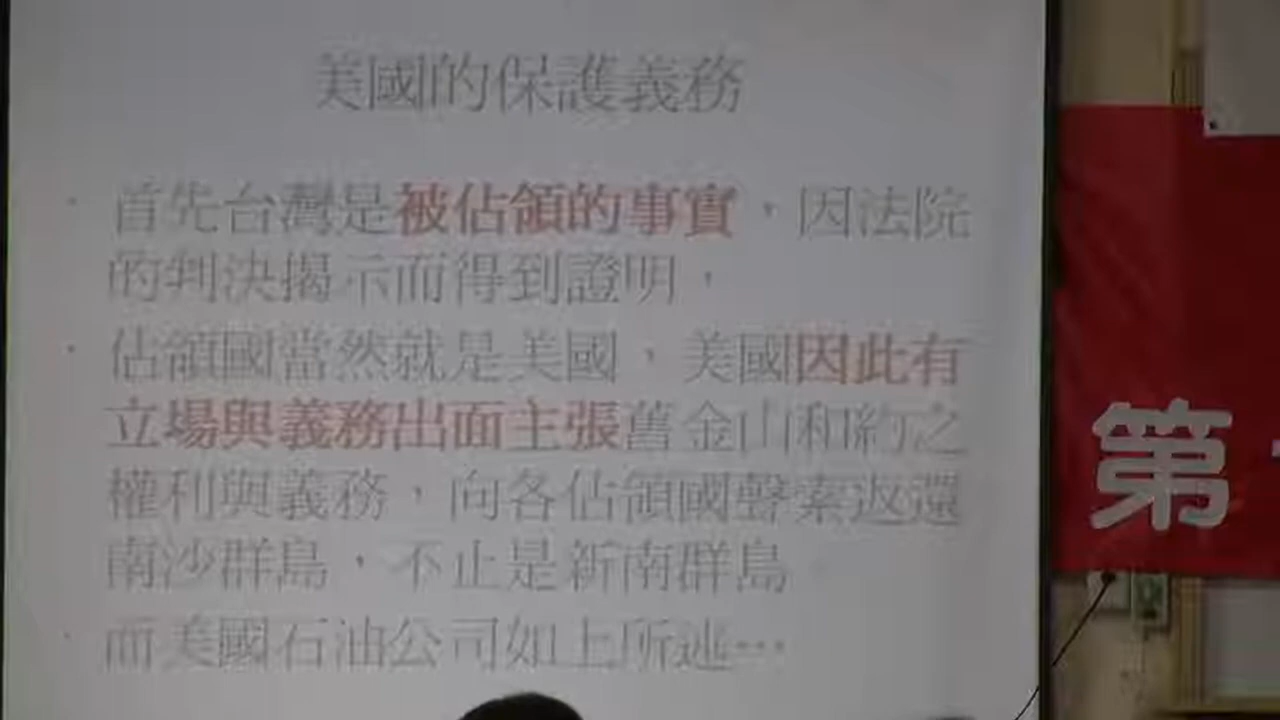 美國的保護義務
首先台灣是被佔領的事實,因法院
的判決揭示而得到證明,
佔領國當然就是美國,美國因此有
立場與義務出面主張舊金山和約之
權利與義務,向各佔領國聲索返還
南沙群島,不止是新南群島
而美國石油公司如上所述…
第